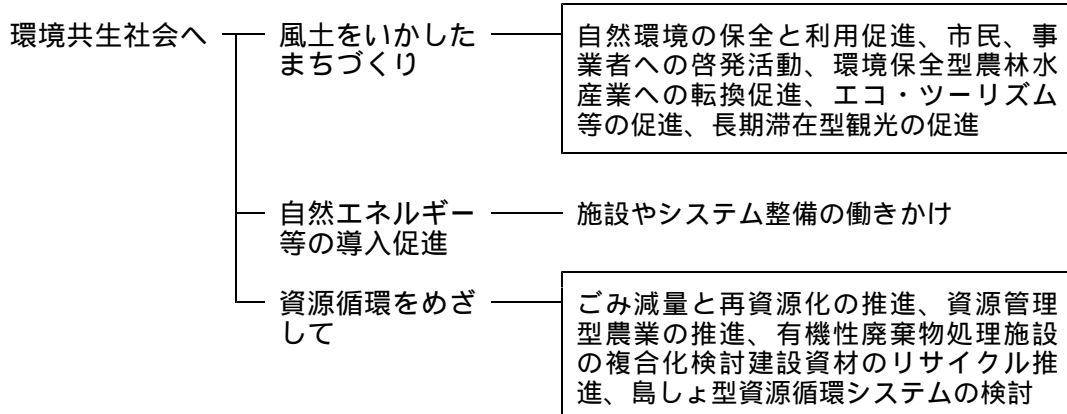 環境共生社会へ
風土をいかした
まちづくり
自然環境の保全と利用促進、市民、事
業者への啓発活動、環境保全型農林水
産業への転換促進、エコ・ツーリズム
等の促進、長期滞在型観光の促進
自然エネルギー
等の導入促進
施設やシステム整備の働きかけ
資源循環をめざ
して
ごみ減量と再資源化の推進、資源管理
型農業の推進、有機性廃棄物処理施設
の複合化検討建設資材のリサイクル推
進、島しょ型資源循環システムの検討